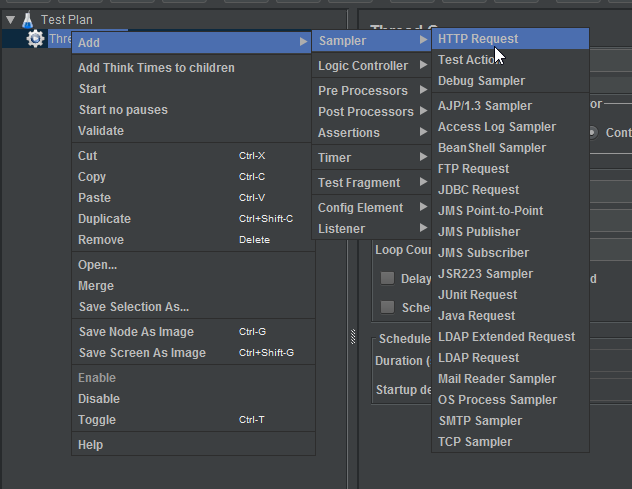 Test Plan
Thre
Add
Add Think Times to children
Start
Start no pauses
Validate
Cut Ctrl-X
Copy Ctrl-C
Paste Ctrl-V
Duplicate Ctrl+Shift-C
Remove Delete
Open...
Merge
Save Selection As...
Save Node As Image Ctrl-G
Save Screen As Image Ctrl+Shift-G
Enable
Disable
Toggle Ctrl-T
Help
Sampler
Logic Controller
Pre Processors
Post Processors
Assertions
Timer
Test Fragment
Config Element
Listener
HTTP Request
Test Action
Debug Sampler
AJP/1.3 Sampler
Access Log Sampler
BeanShell Sampler
FTP Request
JDBC Request
JMS Point-to-Point
JMS Publisher
JMS Subscriber
JSR223 Sampler
JUnit Request
Java Request
LDAP Extended Request
LDAP Request
Mail Reader Sampler
OS Process Sampler
SMTP Sampler
TCP Sampler
or
Cont
Loop Coun
Delay
d
Sche
Schedule
Duration (
Startup de